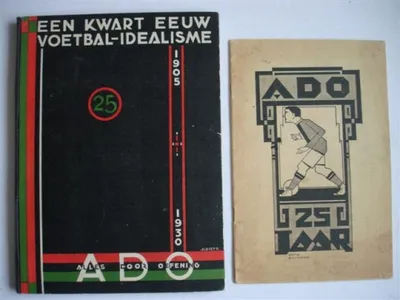 EEN KWART EEUW
VOETBAL-IDEALISME
1905
25
1930
ADO
ALLES DOOR OEFENING
ADO
25
JAAR